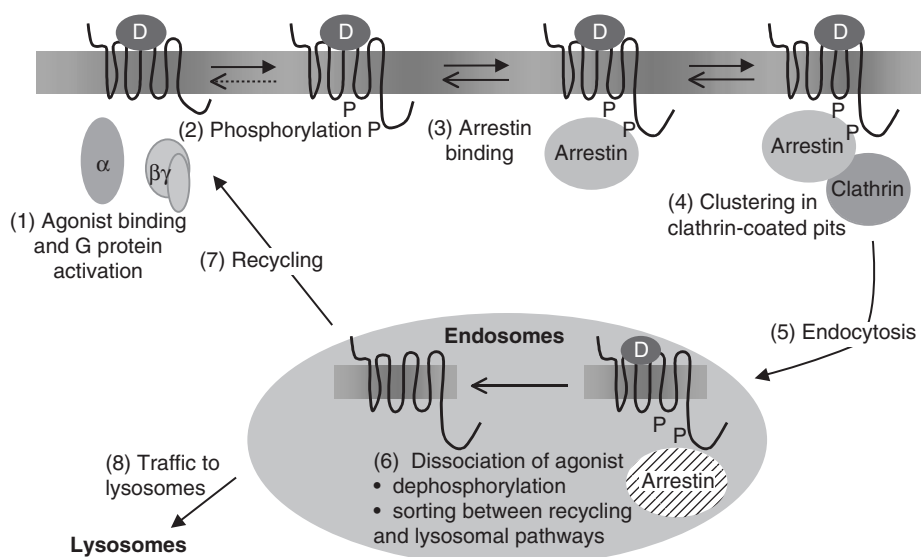 D
D
D
D
(2) Phosphorylation
P
P
(3) Arrestin
binding
P
P
Arrestin
P
P
Arrestin
Clathrin
α
βγ
(1) Agonist binding
and G protein
activation
(4) Clustering in
clathrin-coated pits
(7) Recycling
(5) Endocytosis
Endosomes
D
P
P
Arrestin
(6) Dissociation of agonist
• dephosphorylation
• sorting between recycling
and lysosomal pathways
(8) Traffic to
lysosomes
Lysosomes